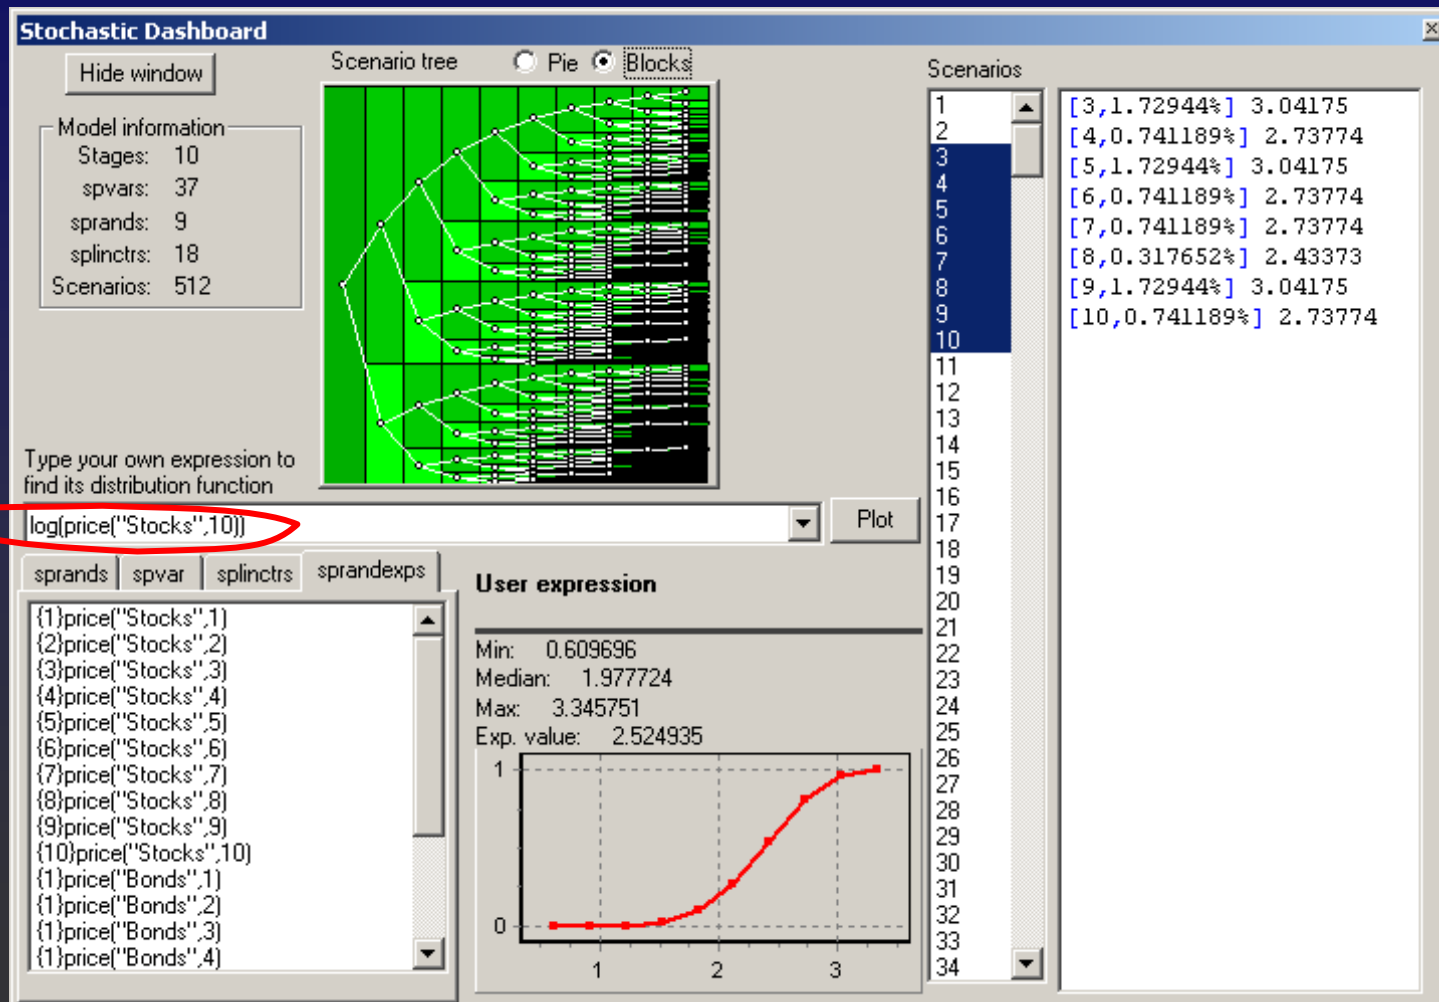 Stochastic Dashboard
Hide window
Scenario tree
Pie
Blocks
Model information
Stages: 10
spvars: 37
sprands: 9
splinctrs: 18
Scenarios: 512
Type your own expression to
find its distribution function
log(price("Stocks",10))
Plot
sprands
spvar
splinctrs
sprandexps
{1}price("Stocks",1)
{2}price("Stocks",2)
{3}price("Stocks",3)
{4}price("Stocks",4)
{5}price("Stocks",5)
{6}price("Stocks",6)
{7}price("Stocks",7)
{8}price("Stocks",8)
{9}price("Stocks",9)
{10}price("Stocks",10)
{1}price("Bonds",1)
{1}price("Bonds",2)
{1}price("Bonds",3)
{1}price("Bonds",4)
User expression
Min: 0.609696
Median: 1.977724
Max: 3.345751
Exp. value: 2.524935
1
0
1 2 3
Scenarios
1
2
3
4
5
6
7
8
9
10
11
12
13
14
15
16
17
18
19
20
21
22
23
24
25
26
27
28
29
30
31
32
33
34
[3,1.72944%] 3.04175
[4,0.741189%] 2.73774
[5,1.72944%] 3.04175
[6,0.741189%] 2.73774
[7,0.741189%] 2.73774
[8,0.317652%] 2.43373
[9,1.72944%] 3.04175
[10,0.741189%] 2.73774